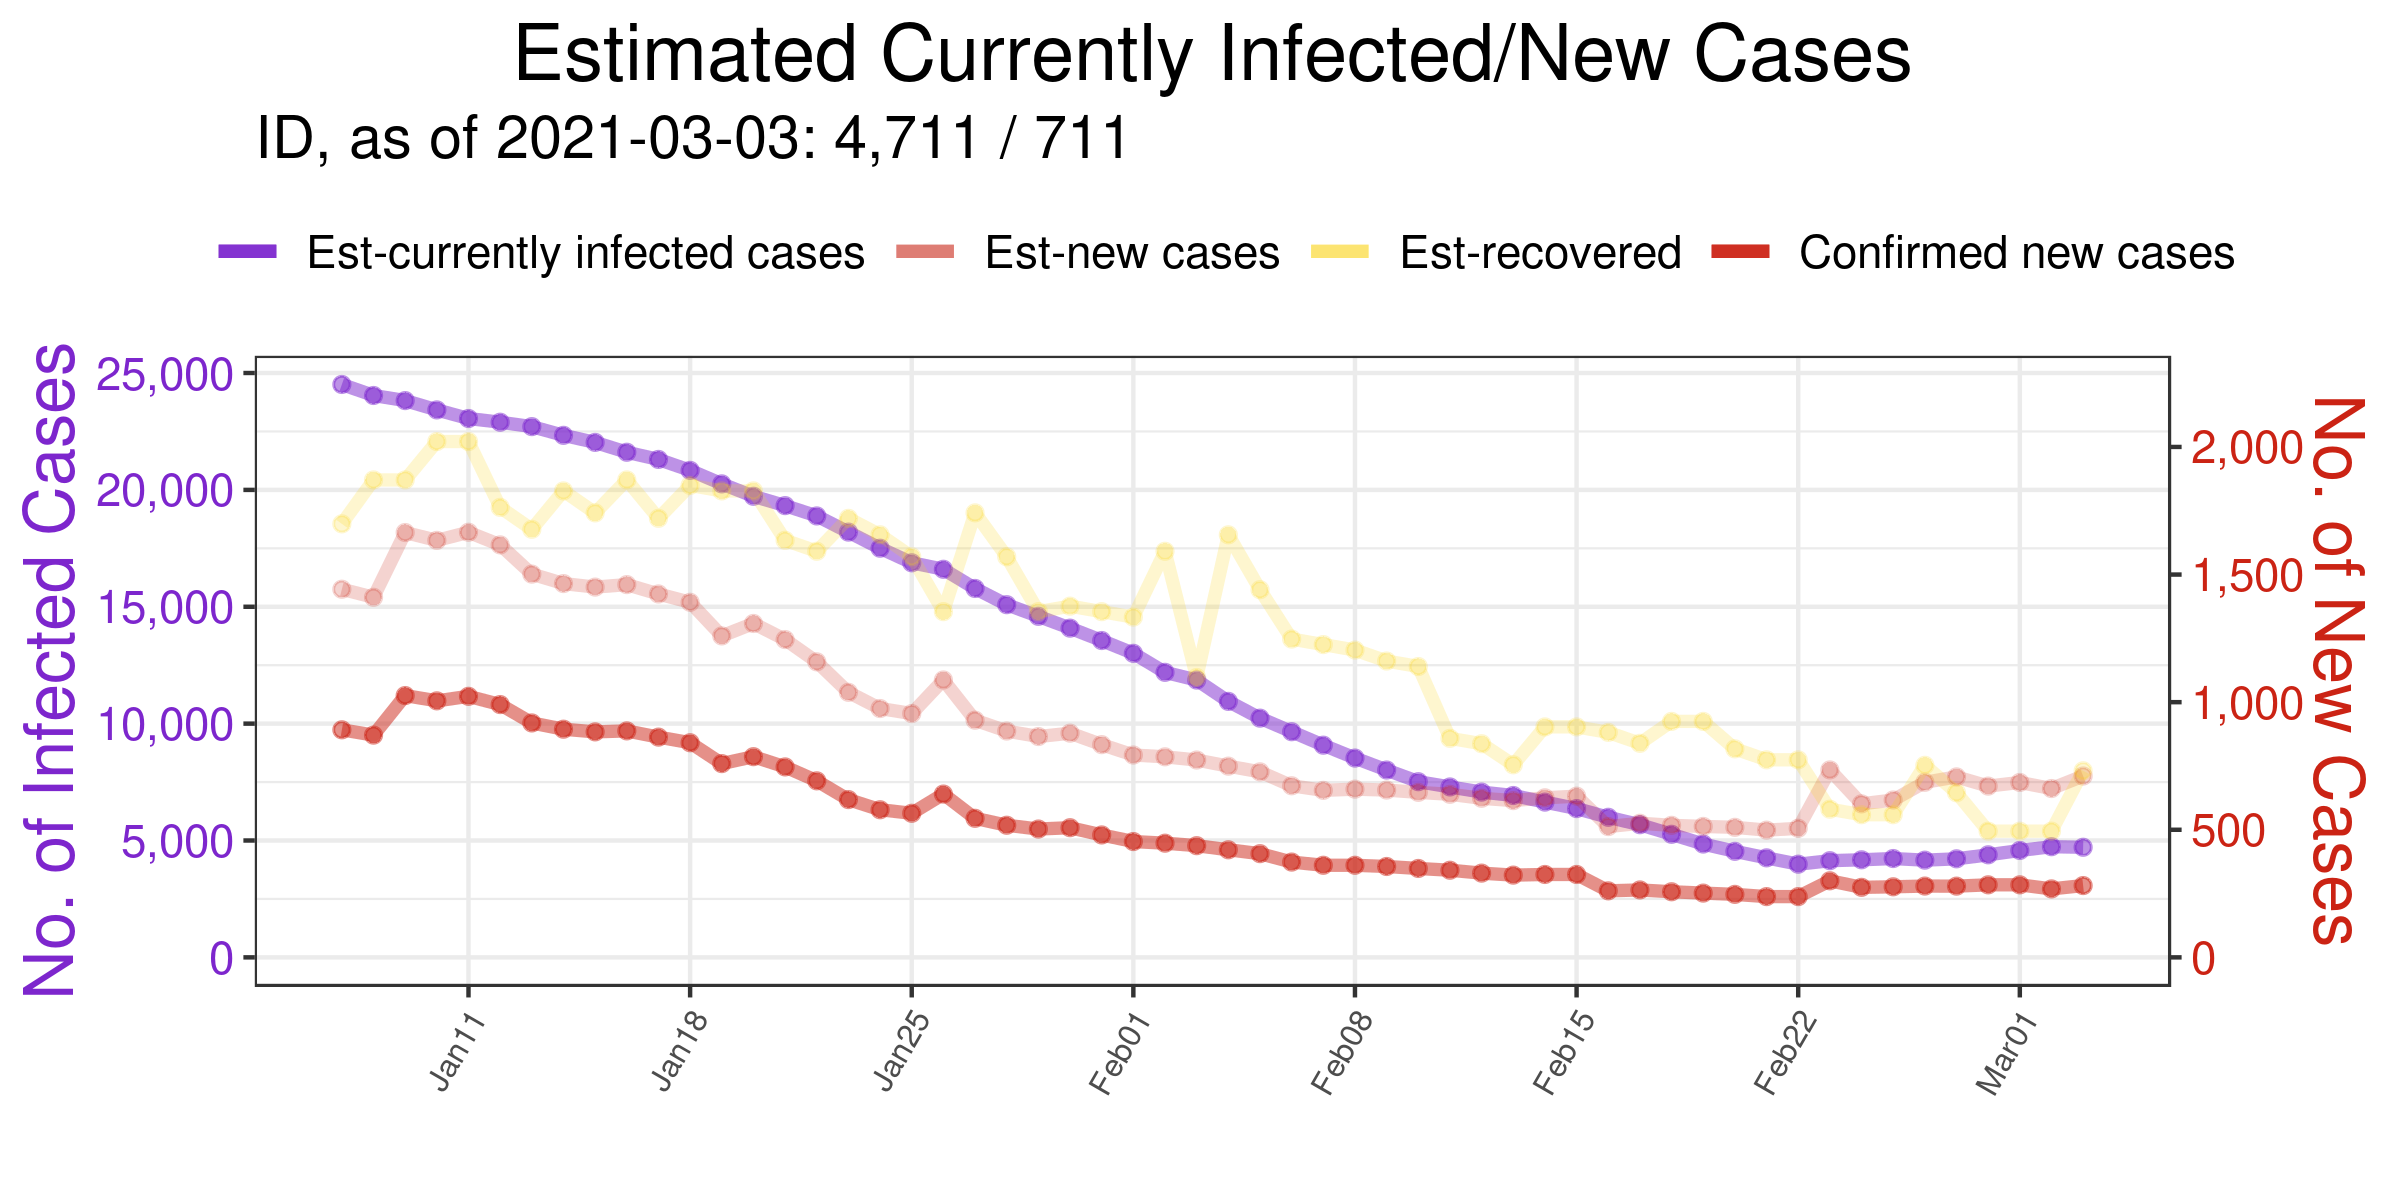 Estimated Currently Infected/New Cases
ID, as of 2021-03-03: 4,711 / 711
Est-currently infected cases Est-new cases Est-recovered Confirmed new cases
No. of Infected Cases
25,000
20,000
15,000
10,000
5,000
0
2,000
1,500
1,000
500
0
No. of New Cases
Jan11 Jan18 Jan25 Feb01 Feb08 Feb15 Feb22 Mar01